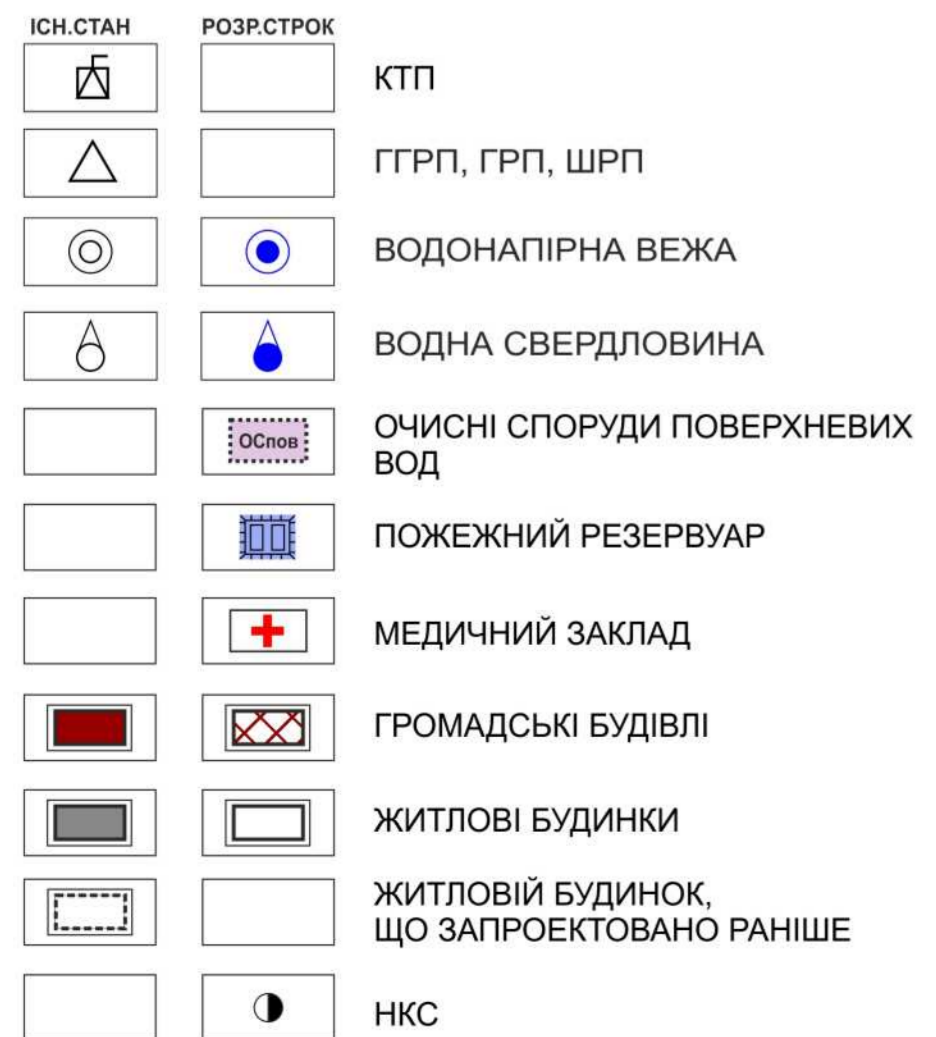 ІСН.СТАН РОЗР.СТРОК
КТП
ГГРП, ГРП, ШРП
ВОДОНАПІРНА ВЕЖА
ВОДНА СВЕРДЛОВИНА
ОСпов ОЧИСНІ СПОРУДИ ПОВЕРХНЕВИХ
ВОД
ПОЖЕЖНИЙ РЕЗЕРВУАР
МЕДИЧНИЙ ЗАКЛАД
ГРОМАДСЬКІ БУДІВЛІ
ЖИТЛОВІ БУДИНКИ
ЖИТЛОВІЙ БУДИНОК,
ЩО ЗАПРОЕКТОВАНО РАНІШЕ
НКС